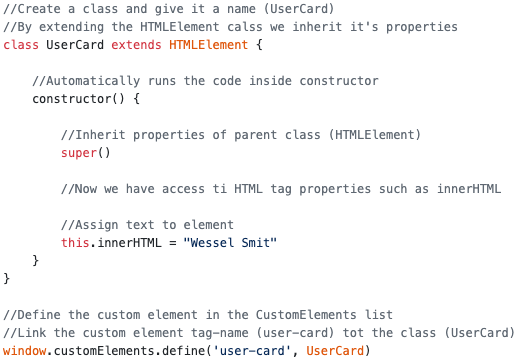 //Create a class and give it a name (UserCard)
//By extending the HTMLElement calss we inherit it's properties
class UserCard extends HTMLElement {
//Automatically runs the code inside constructor
constructor() {
//Inherit properties of parent class (HTMLElement)
super()
//Now we have access ti HTML tag properties such as innerHTML
//Assign text to element
this.innerHTML = "Wessel Smit"
}
}
//Define the custom element in the CustomElements list
//Link the custom element tag-name (user-card) tot the class (UserCard)
window.customElements.define('user-card', UserCard)